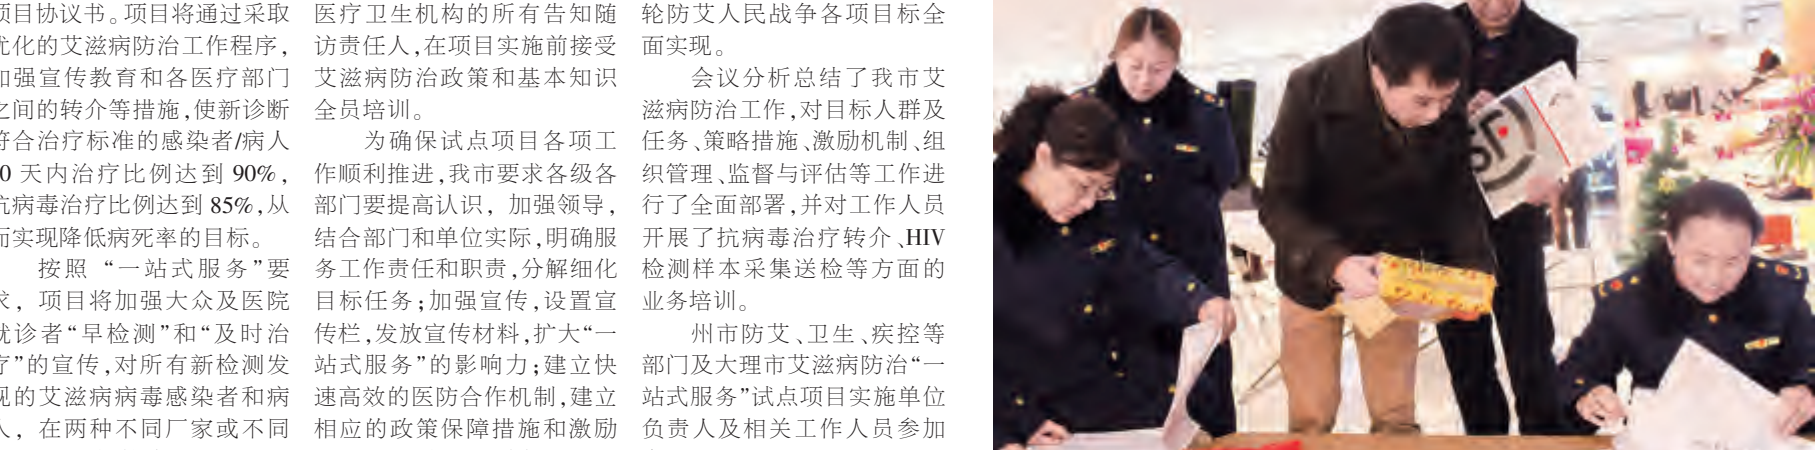 项目协议书。项目将通过采取
优化的艾滋病防治工作程序,
加强宣传教育和各医疗部门
之间的转介等措施,使新诊断
符合治疗标准的感染者/病人
0 天内治疗比例达到 90%,
抗病毒治疗比例达到 85%,从
而实现降低病死率的目标。
按照 “一站式服务”要
求, 项目将加强大众及医院
就诊者“早检测”和“及时治
疗”的宣传,对所有新检测发
现的艾滋病病毒感染者和病
人, 在两种不同厂家或不同
医疗卫生机构的所有告知随
访责任人,在项目实施前接受
艾滋病防治政策和基本知识
全员培训。
为确保试点项目各项工
作顺利推进,我市要求各级各
部门要提高认识, 加强领导,
结合部门和单位实际,明确服
务工作责任和职责,分解细化
目标任务;加强宣传,设置宣
传栏,发放宣传材料,扩大“一
站式服务”的影响力;建立快
速高效的医防合作机制,建立
相应的政策保障措施和激励
轮防艾人民战争各项目标全
面实现。
会议分析总结了我市艾
滋病防治工作,对目标人群及
任务、策略措施、激励机制、组
织管理、监督与评估等工作进
行了全面部署,并对工作人员
开展了抗病毒治疗转介、HIV
检测样本采集送检等方面的
业务培训。
州市防艾、卫生、疾控等
部门及大理市艾滋病防治“一
站式服务”试点项目实施单位
负责人及相关工作人员参加